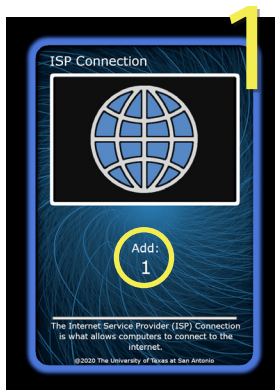 1
ISP Connection
Add:
1
The Internet Service Provider (ISP) Connection
is what allows computers to connect to the
internet.
@2020 The University of Texas at San Antonio